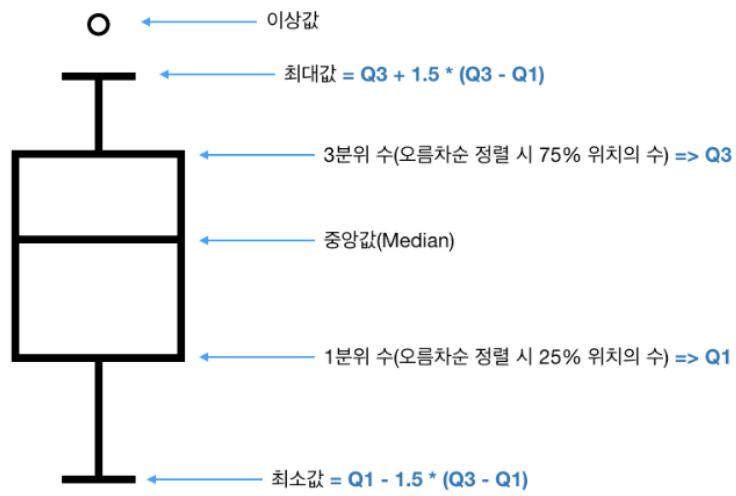 이상값
최대값 = Q3 + 1.5 * (Q3 - Q1)
3분위 수(오름차순 정렬 시 75% 위치의 수) => Q3
중앙값(Median)
1분위 수(오름차순 정렬 시 25% 위치의 수) => Q1
최소값 = Q1 - 1.5 * (Q3 - Q1)